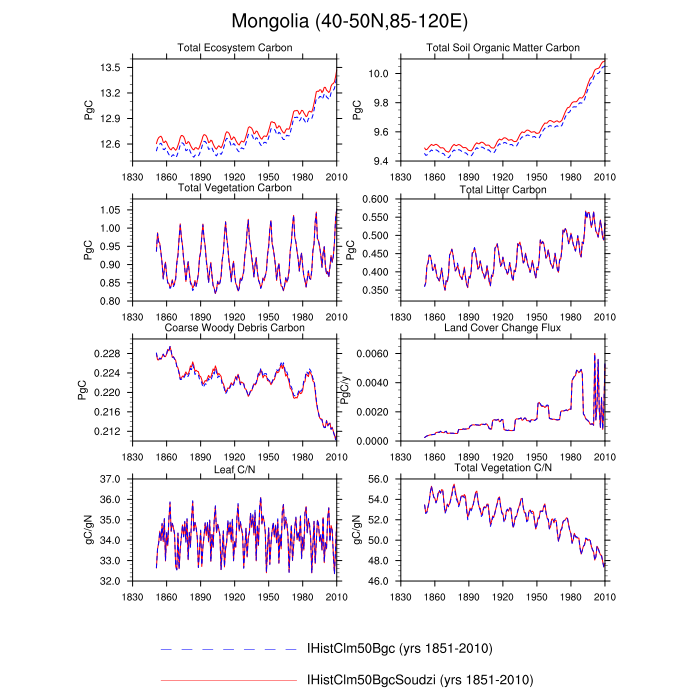 Mongolia (40-50N,85-120E)
Total Ecosystem Carbon
Total Soil Organic Matter Carbon
PgC
13.5
13.2
12.9
12.6
1830 1860 1890 1920 1950 1980 2010
PgC
10.0
9.8
9.6
9.4
1830 1860 1890 1920 1950 1980 2010
Total Vegetation Carbon
Total Litter Carbon
PgC
1.05
1.00
0.95
0.90
0.85
0.80
1830 1860 1890 1920 1950 1980 2010
PgC
0.600
0.550
0.500
0.450
0.400
0.350
1830 1860 1890 1920 1950 1980 2010
Coarse Woody Debris Carbon
Land Cover Change Flux
PgC
0.228
0.224
0.220
0.216
0.212
1830 1860 1890 1920 1950 1980 2010
PgC/y
0.0060
0.0040
0.0020
0.0000
1830 1860 1890 1920 1950 1980 2010
Leaf C/N
Total Vegetation C/N
gC/gN
37.0
36.0
35.0
34.0
33.0
32.0
1830 1860 1890 1920 1950 1980 2010
gC/gN
56.0
54.0
52.0
50.0
48.0
46.0
1830 1860 1890 1920 1950 1980 2010
IHistClm50Bgc (yrs 1851-2010)
IHistClm50BgcSoudzi (yrs 1851-2010)